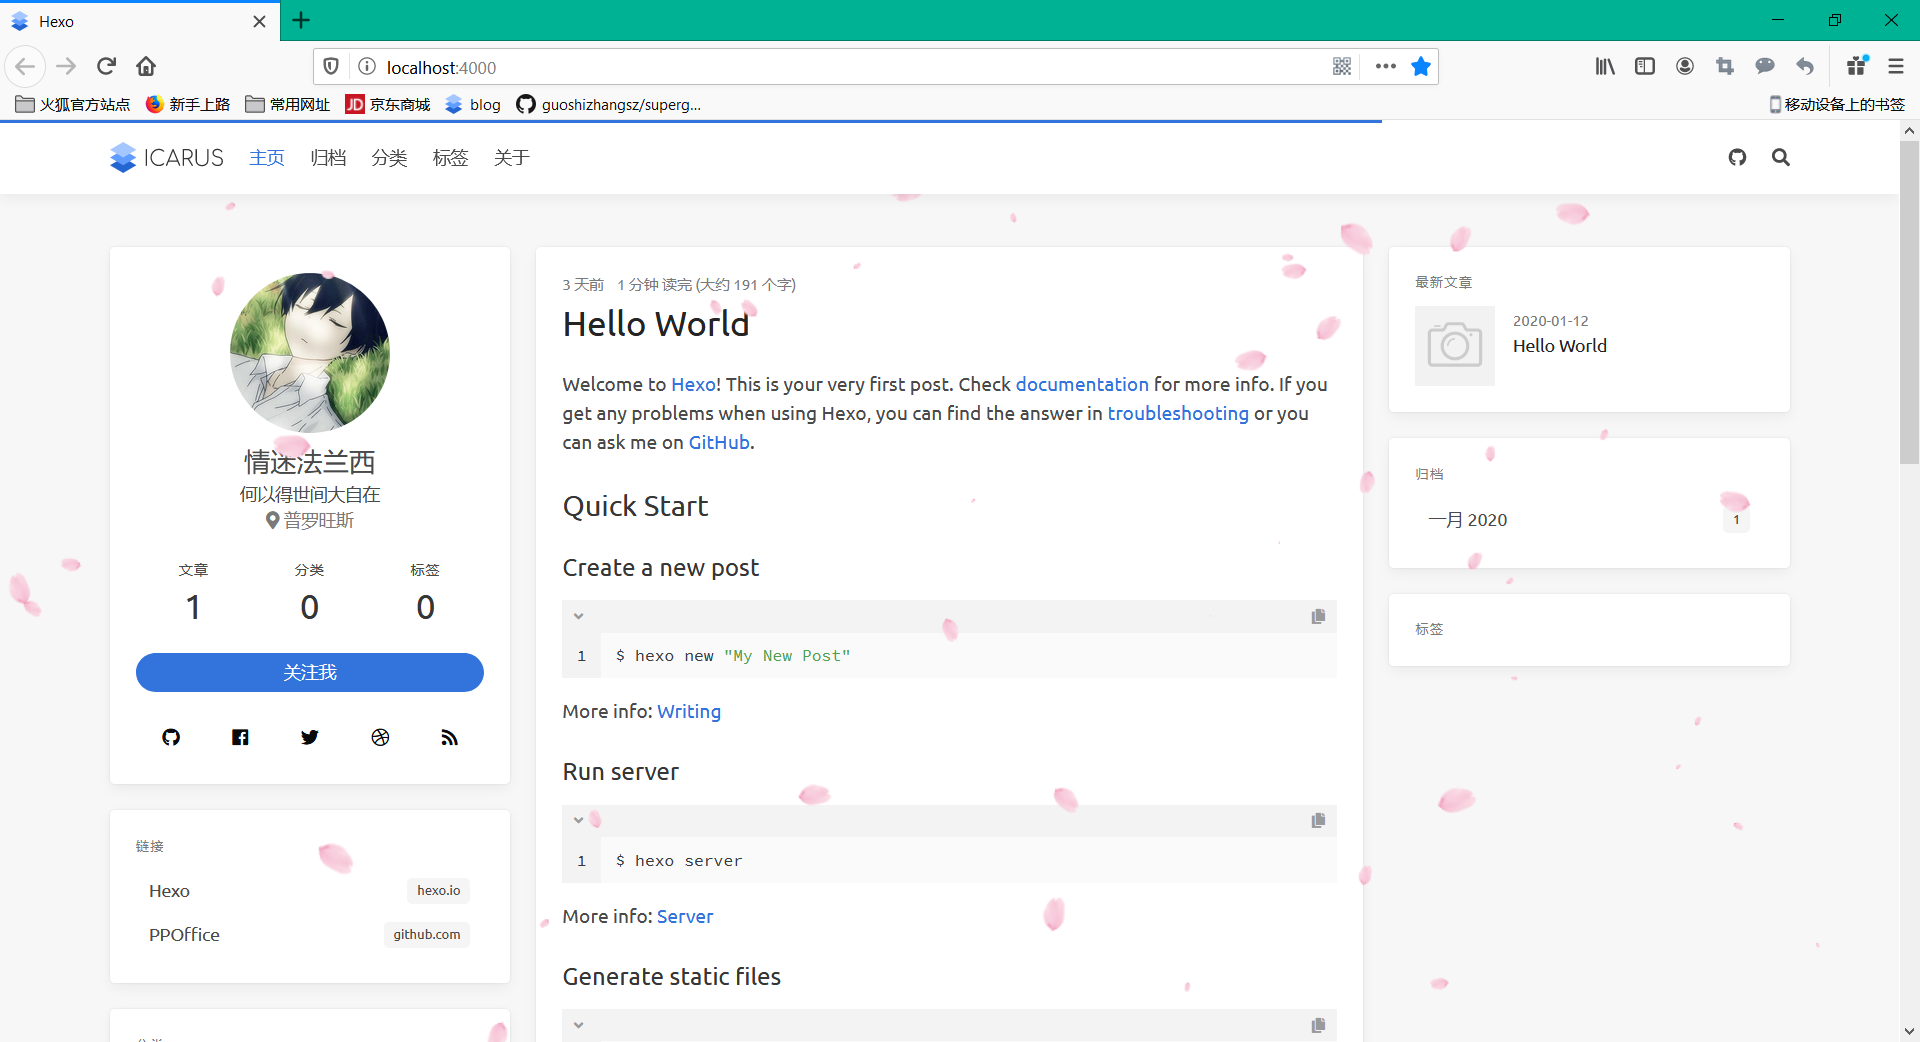 Hexo
localhost:4000
火狐官方站点 新手上路 常用网址 JD 京东商城 blog guoshizhangsz/superg... 移动设备上的书签
ICARUS 主页 归档 分类 标签 关于
情迷法兰西
何以得世间大自在
普罗旺斯
文章 分类 标签
1 0 0
关注我
链接
Hexo hexo.io
PPOffice github.com
3 天前 1 分钟 读完 (大约 191 个字)
Hello World
Welcome to Hexo! This is your very first post. Check documentation for more info. If you
get any problems when using Hexo, you can find the answer in troubleshooting or you
can ask me on GitHub.
Quick Start
Create a new post
1 $ hexo new "My New Post"
More info: Writing
Run server
1 $ hexo server
More info: Server
Generate static files
最新文章
2020-01-12
Hello World
归档
一月 2020 1
标签